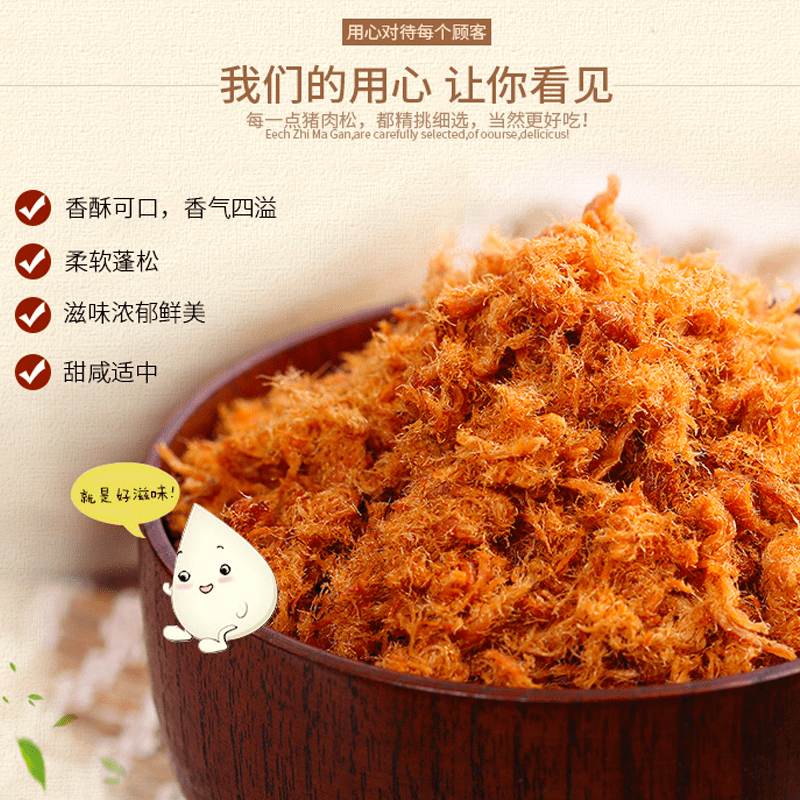 用心对待每个顾客
我们的用心 让你看见
每一点猪肉松，都精挑细选，当然更好吃！
Eech Zhi Ma Gan,are carefully selected,of oourse,delicicus!
香酥可口，香气四溢
柔软蓬松
滋味浓郁鲜美
甜咸适中
就是好滋味！